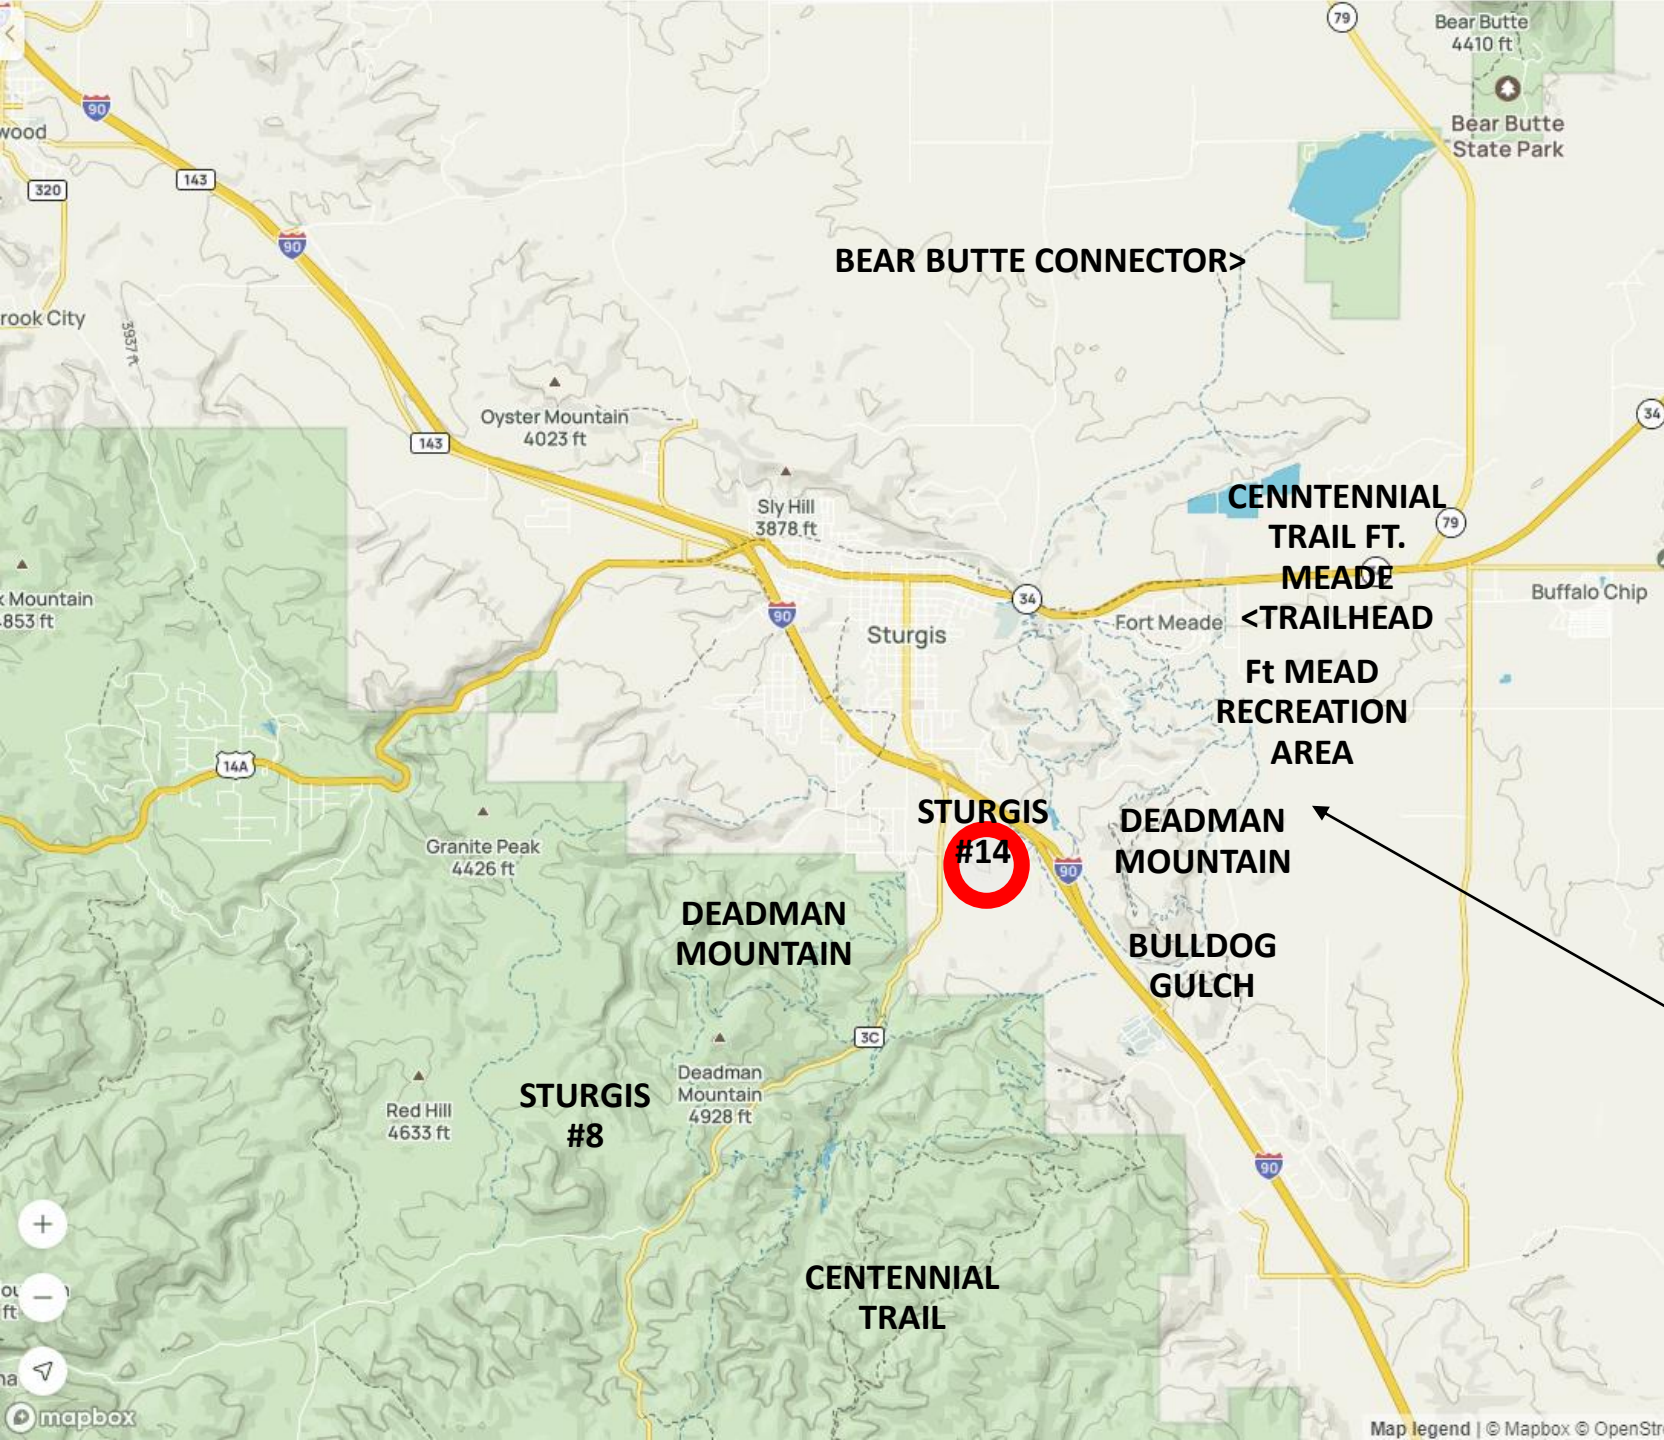 79
Bear Butte
4410 ft
90
wood
Bear Butte
State Park
143
320
90
BEAR BUTTE CONNECTOR>
rook City
3937 ft
Oyster Mountain
4023 ft
143
34
Sly Hill
3878 ft
CENNTENNIAL
TRAIL FT.
MEADE
<TRAILHEAD
79
Mountain
853 ft
34
90
Sturgis
Fort Meade
Buffalo Chip
Ft MEAD
RECREATION
AREA
14A
STURGIS
#14
Granite Peak
4426 ft
DEADMAN
MOUNTAIN
90
DEADMAN
MOUNTAIN
BULLDOG
GULCH
3C
Deadman
Mountain
4928 ft
STURGIS
#8
Red Hill
4633 ft
90
+
CENTENNIAL
TRAIL
−
ft
mapbox
Map legend | © Mapbox © OpenStr